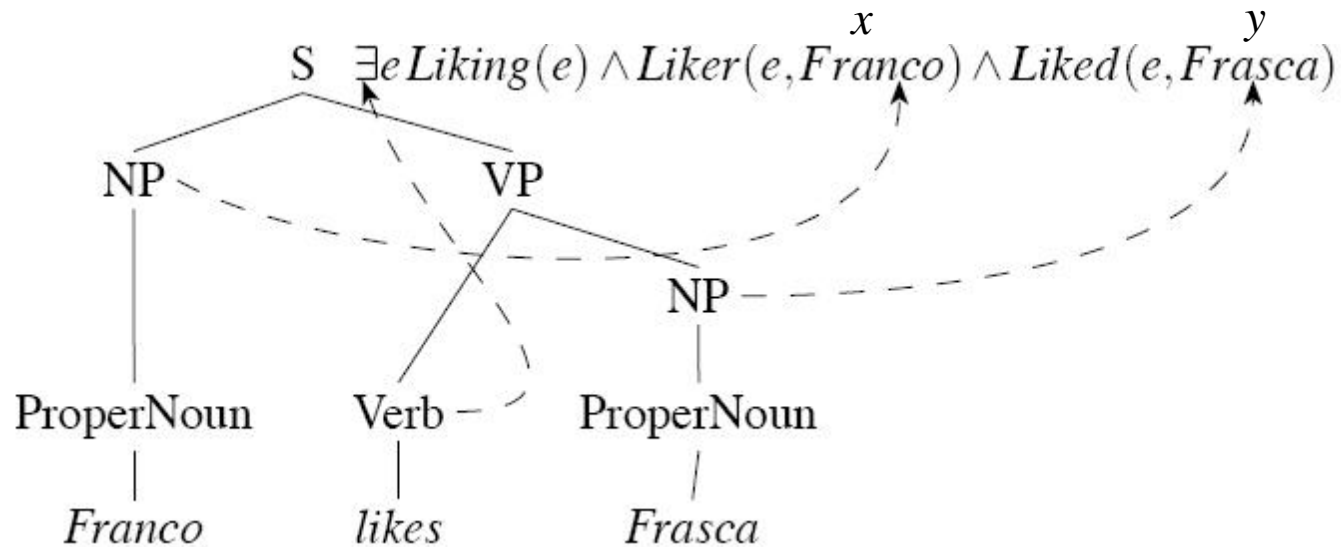 x y
S ∃e Liking(e) ∧ Liker(e, Franco) ∧ Liked(e, Frasca)
NP VP
NP
ProperNoun Verb ProperNoun
Franco likes Frasca